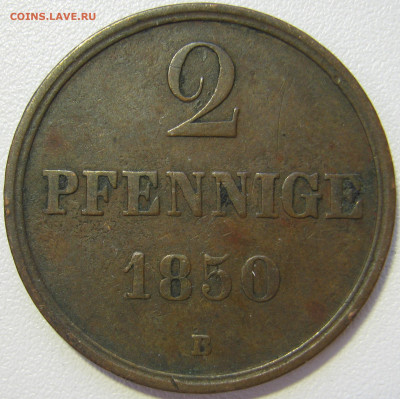 COINS.LAVE.RU
2
PFENNIGE
1850
B